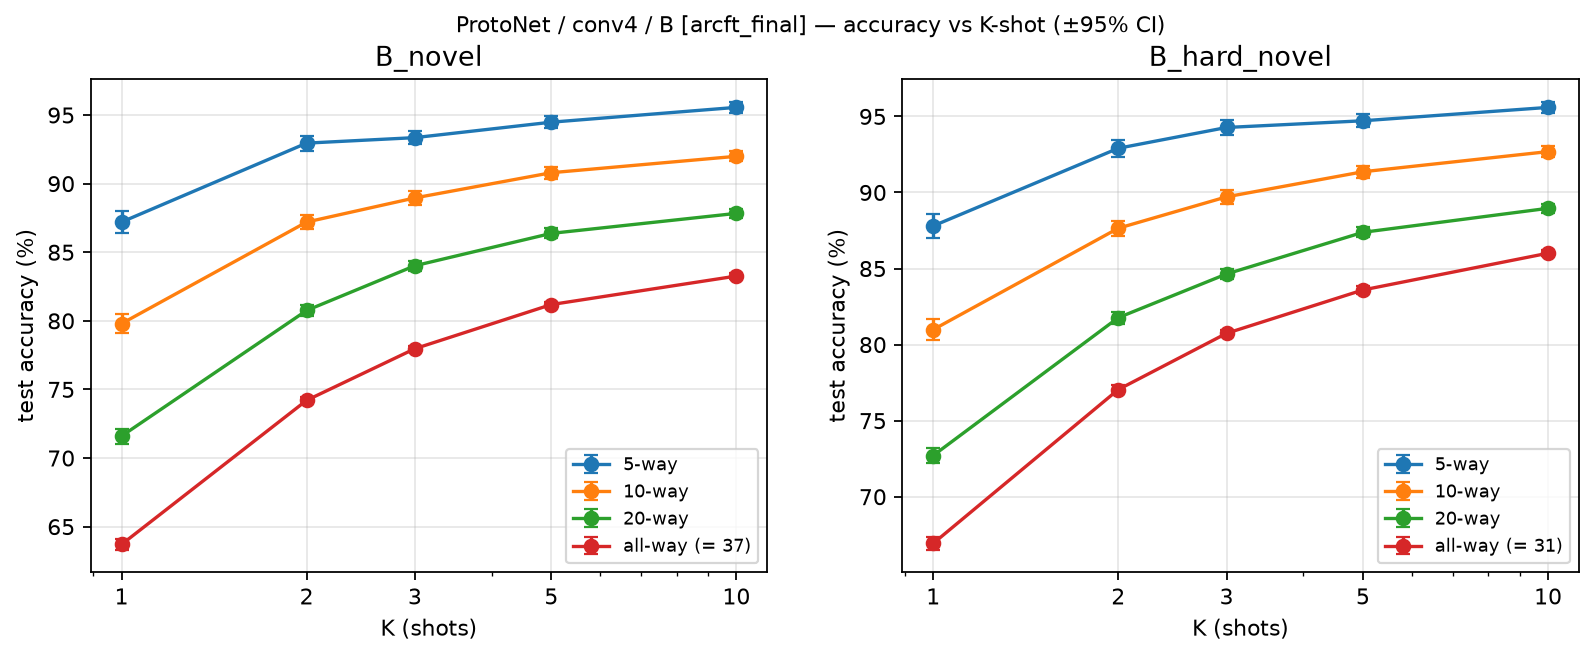 ProtoNet / conv4 / B [arcft_final] — accuracy vs K-shot (±95% CI)
B_novel
test accuracy (%)
95
90
85
80
75
70
65
1
2
3
5
10
K (shots)
5-way
10-way
20-way
all-way (= 37)
B_hard_novel
test accuracy (%)
95
90
85
80
75
70
1
2
3
5
10
K (shots)
5-way
10-way
20-way
all-way (= 31)